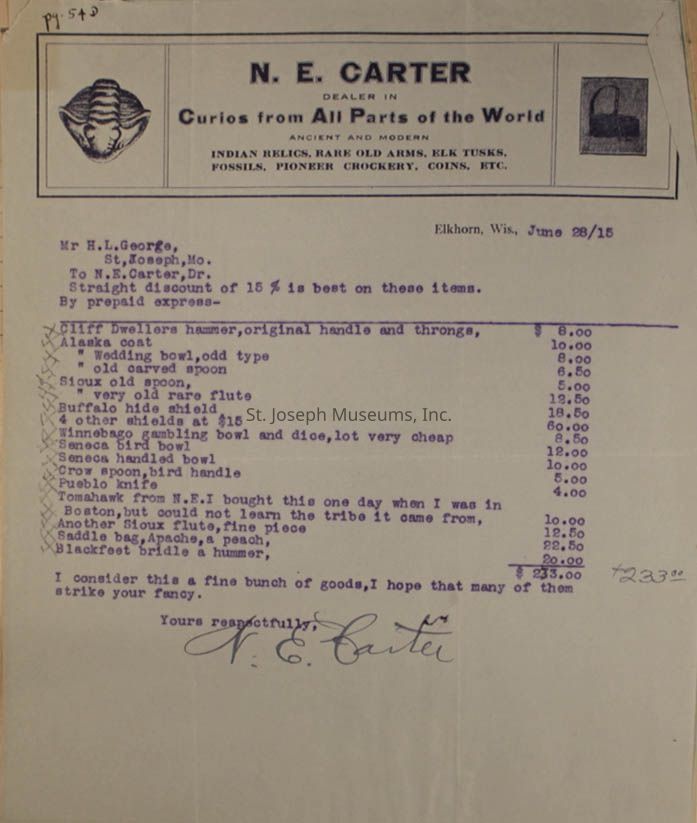 pg. 54D
N. E. CARTER
DEALER IN
Curios from All Parts of the World
ANCIENT AND MODERN
INDIAN RELICS, RARE OLD ARMS, ELK TUSKS,
FOSSILS, PIONEER CROCKERY, COINS, ETC.
Elkhorn, Wis., June 28/15
Mr H.L.George,
St,Joseph,Mo.
To N.E.Carter,Dr.
Straight discount of 15 % is best on these items.
By prepaid express-
Cliff Dwellers hammer,original handle and throngs, $ 8.00
Alaska coat 10.00
" Wedding bowl,odd type 8.00
" old carved spoon 6.50
Sioux old spoon, 5.00
" very old rare flute 12.50
Buffalo hide shield 18.50
4 other shields at $15 60.00
Winnebago gambling bowl and dice,lot very cheap 8.50
Seneca bird bowl 12.00
Seneca handled bowl 10.00
Crow spoon,bird handle 5.00
Pueblo knife 4.00
Tomahawk from N.E.I bought this one day when I was in
Boston,but could not learn the tribe it came from, 10.00
Another Sioux flute,fine piece 12.50
Saddle bag,Apache,a peach, 22.50
Blackfeet bridle a hummer, 20.00
$ 233.00 +233.00
I consider this a fine bunch of goods,I hope that many of them
strike your fancy.
Yours respectfully,
N. E. Carter
St. Joseph Museums, Inc.